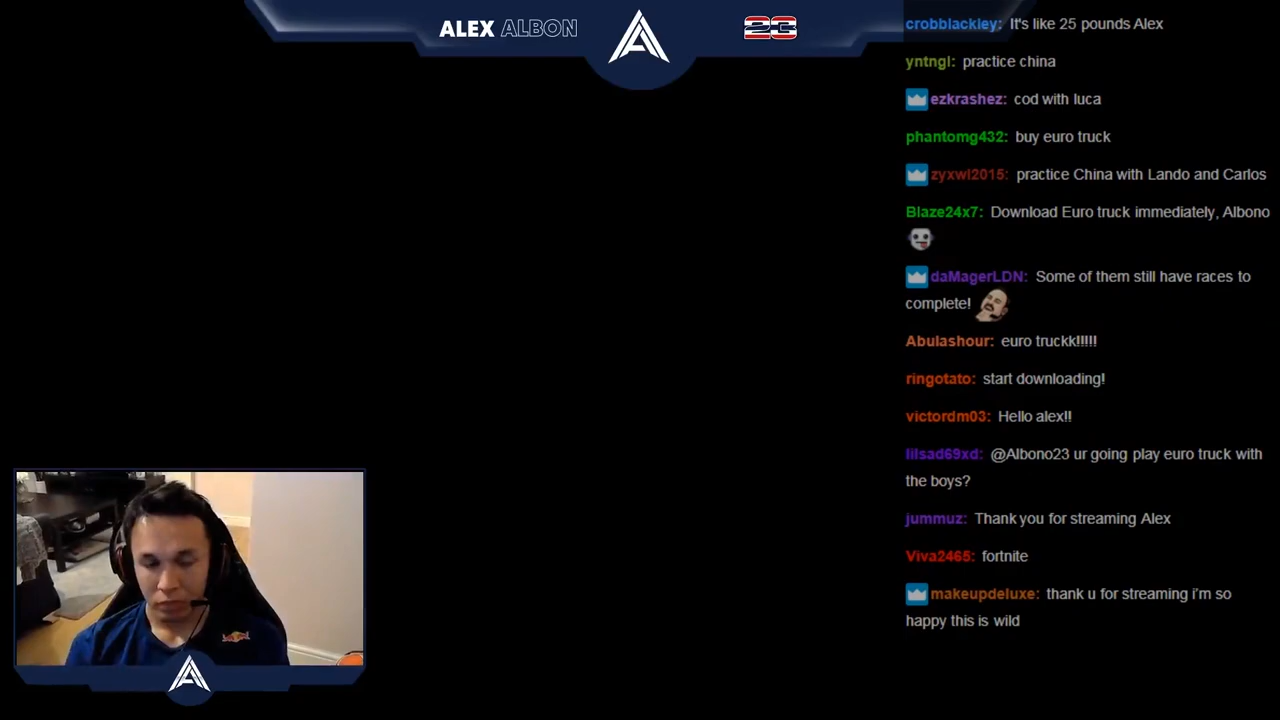 ALEX ALBON
23
crobblackley: It's like 25 pounds Alex
yntngl: practice china
ezkrashez: cod with luca
phantomg432: buy euro truck
zyxwl2015: practice China with Lando and Carlos
Blaze24x7: Download Euro truck immediately, Albono
daMagerLDN: Some of them still have races to
complete!
Abulashour: euro truckk!!!!!
ringotato: start downloading!
victordm03: Hello alex!!
lilsad69xd: @Albono23 ur going play euro truck with
the boys?
jummuz: Thank you for streaming Alex
Viva2465: fortnite
makeupdeluxe: thank u for streaming i'm so
happy this is wild